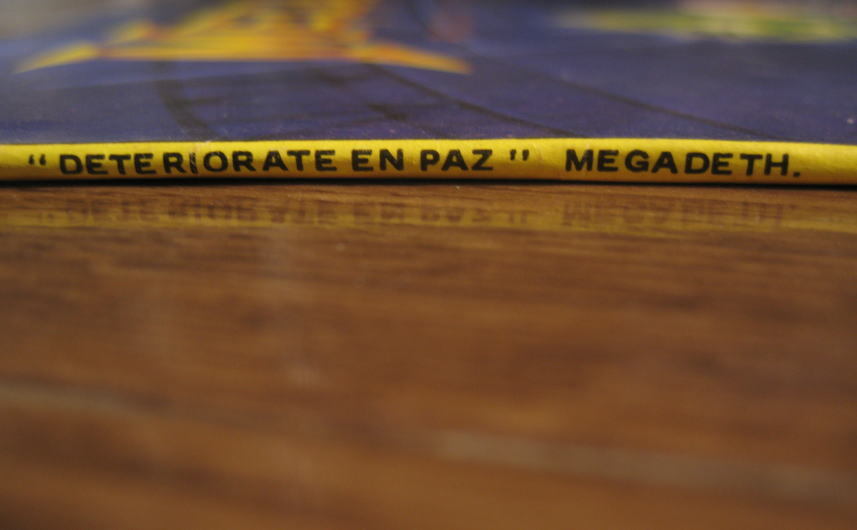 “ DETERIORATE EN PAZ ” MEGADETH.